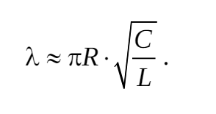 λ ≈ πR · √(C/L) .